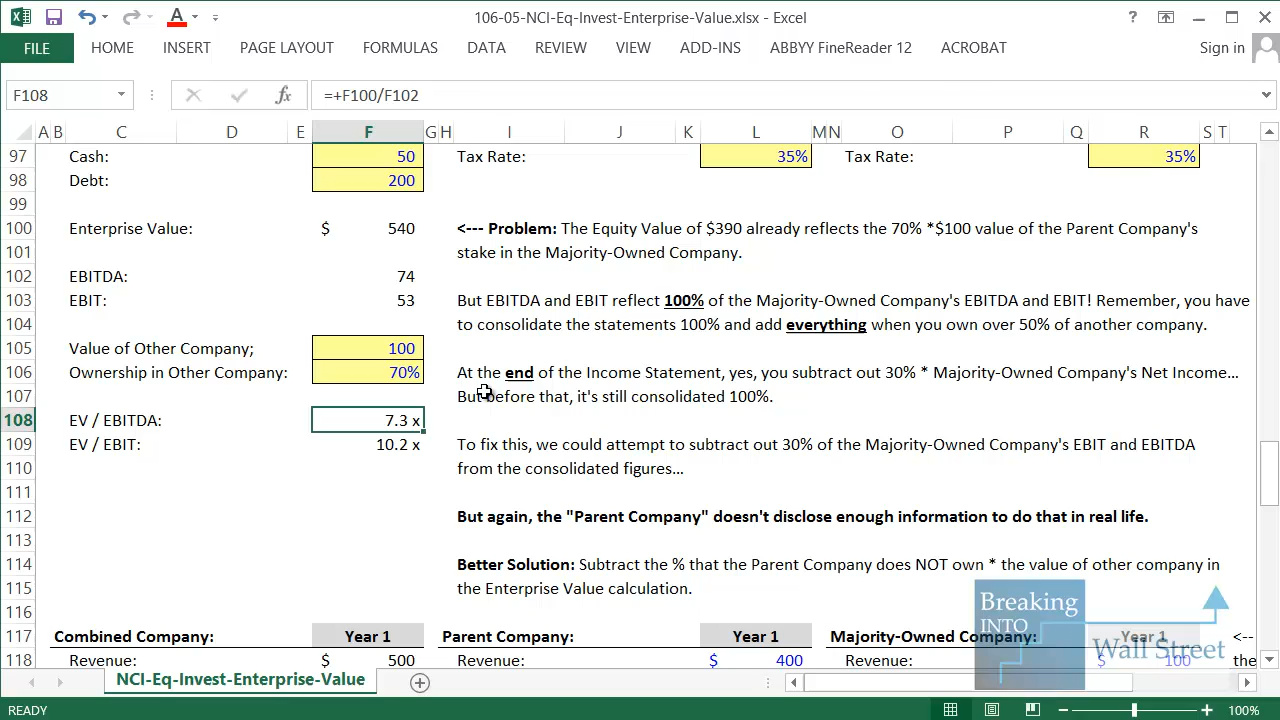 106-05-NCI-Eq-Invest-Enterprise-Value.xlsx - Excel
FILE HOME INSERT PAGE LAYOUT FORMULAS DATA REVIEW VIEW ADD-INS ABBYY FineReader 12 ACROBAT Sign in
F108 fx =+F100/F102
A B C D E F G H I J K L M N O P Q R S T
97 Cash: 50 Tax Rate: 35% Tax Rate: 35%
98 Debt: 200
99
100 Enterprise Value: $ 540 <--- Problem: The Equity Value of $390 already reflects the 70% *$100 value of the Parent Company's
101 stake in the Majority-Owned Company.
102 EBITDA: 74
103 EBIT: 53 But EBITDA and EBIT reflect 100% of the Majority-Owned Company's EBITDA and EBIT! Remember, you have
104 to consolidate the statements 100% and add everything when you own over 50% of another company.
105 Value of Other Company; 100
106 Ownership in Other Company: 70% At the end of the Income Statement, yes, you subtract out 30% * Majority-Owned Company's Net Income…
107 But before that, it's still consolidated 100%.
108 EV / EBITDA: 7.3 x
109 EV / EBIT: 10.2 x To fix this, we could attempt to subtract out 30% of the Majority-Owned Company's EBIT and EBITDA
110 from the consolidated figures…
111
112 But again, the "Parent Company" doesn't disclose enough information to do that in real life.
113
114 Better Solution: Subtract the % that the Parent Company does NOT own * the value of other company in
115 the Enterprise Value calculation.
116
117 Combined Company: Year 1 Parent Company: Year 1 Majority-Owned Company: Year 1 <--
118 Revenue: $ 500 Revenue: $ 400 Revenue: $ 100 the
Breaking
INTO
Wall Street
NCI-Eq-Invest-Enterprise-Value
READY 100%